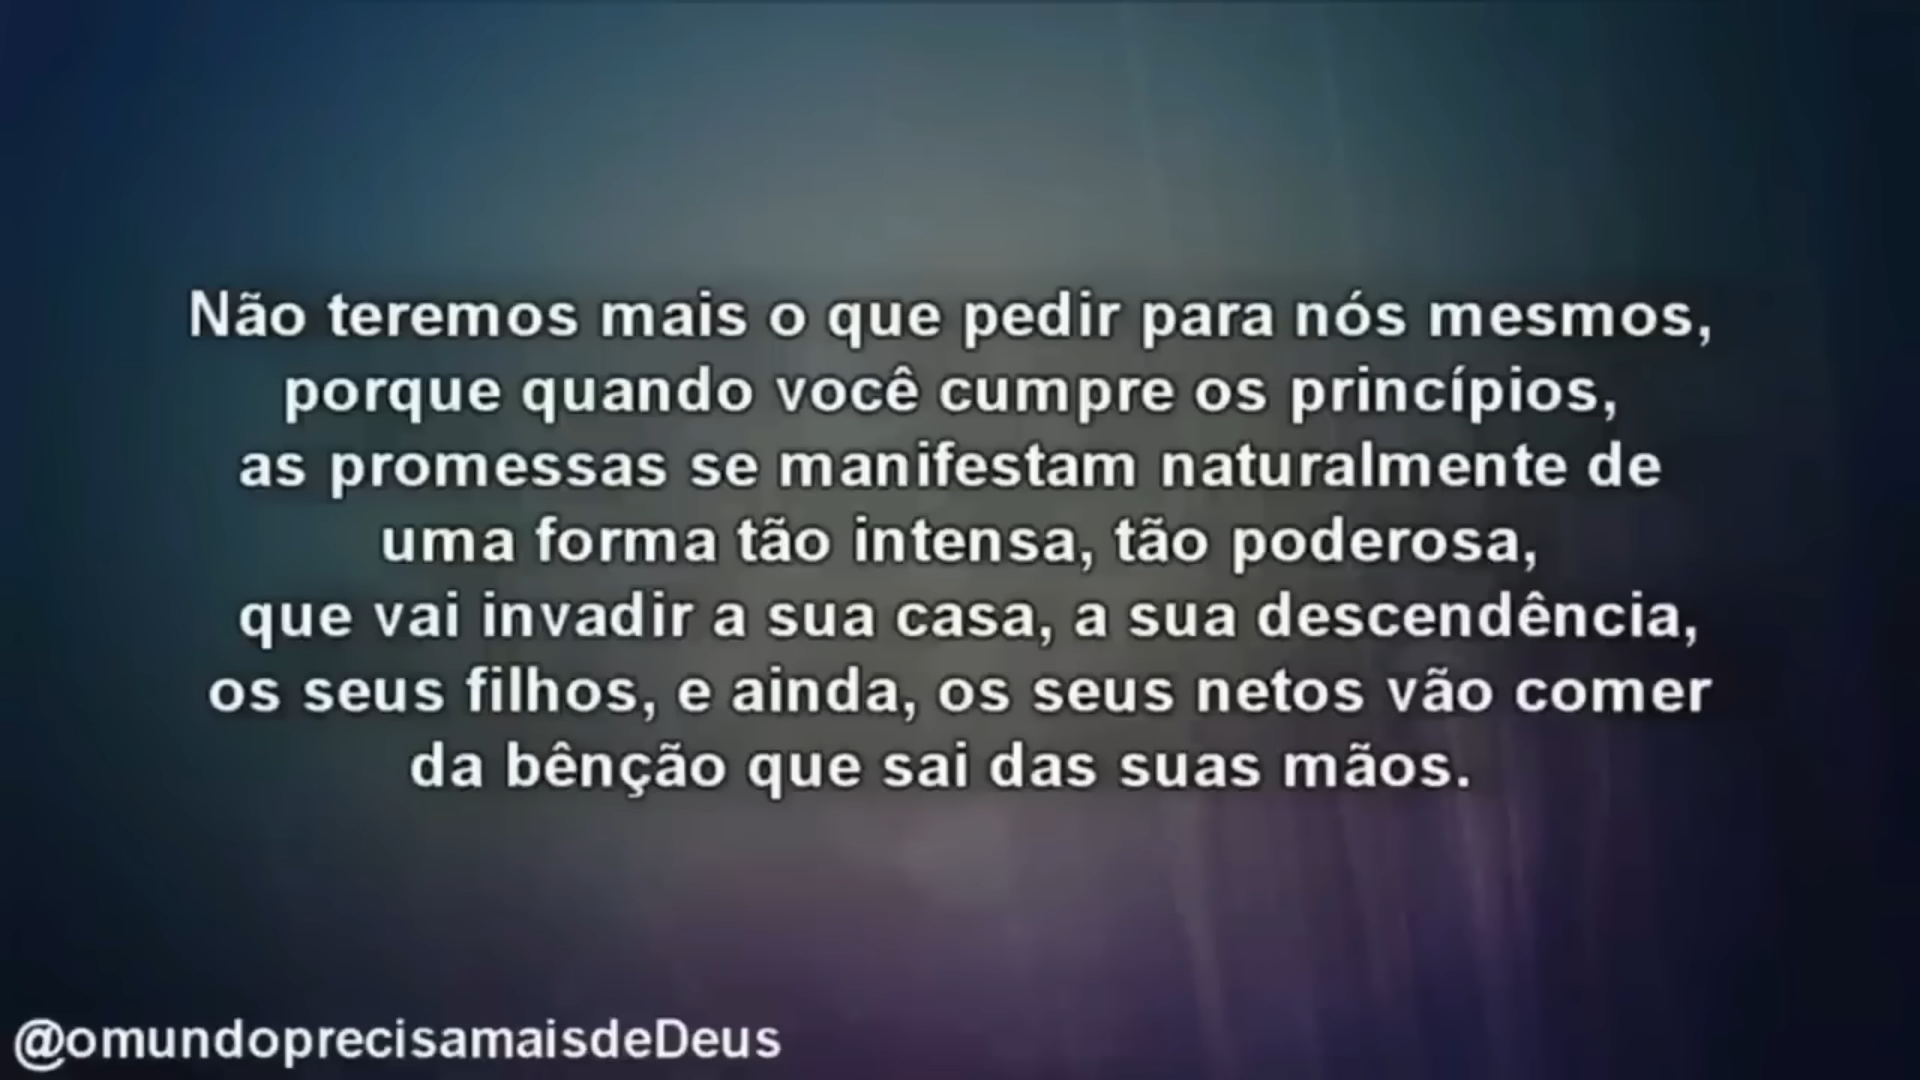 Não teremos mais o que pedir para nós mesmos,
porque quando você cumpre os princípios,
as promessas se manifestam naturalmente de
uma forma tão intensa, tão poderosa,
que vai invadir a sua casa, a sua descendência,
os seus filhos, e ainda, os seus netos vão comer
da bênção que sai das suas mãos.
@omundoprecisamaisdeDeus